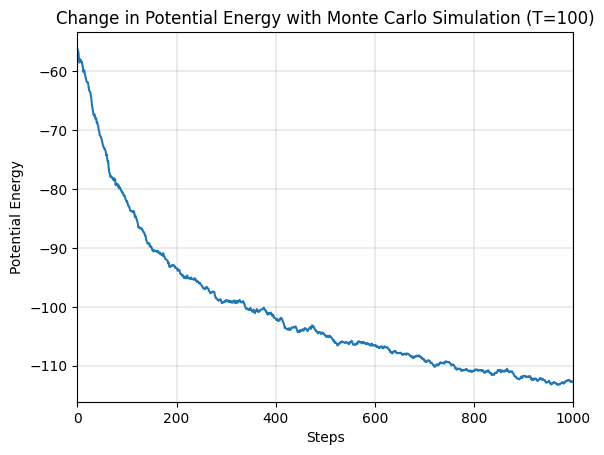 Change in Potential Energy with Monte Carlo Simulation (T=100)
Potential Energy
−60
−70
−80
−90
−100
−110
0 200 400 600 800 1000
Steps